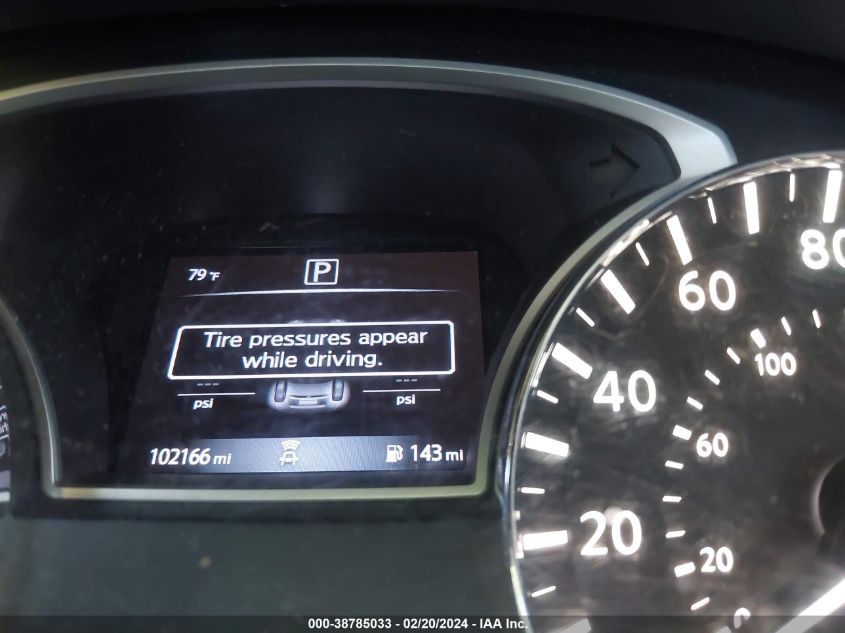 79 °F
P
Tire pressures appear
while driving.
--- ---
psi psi
102166 mi 143 mi
80
60
100
40
60
20
20
0
000-38785033 / 02/20/2024 / IAA Inc.